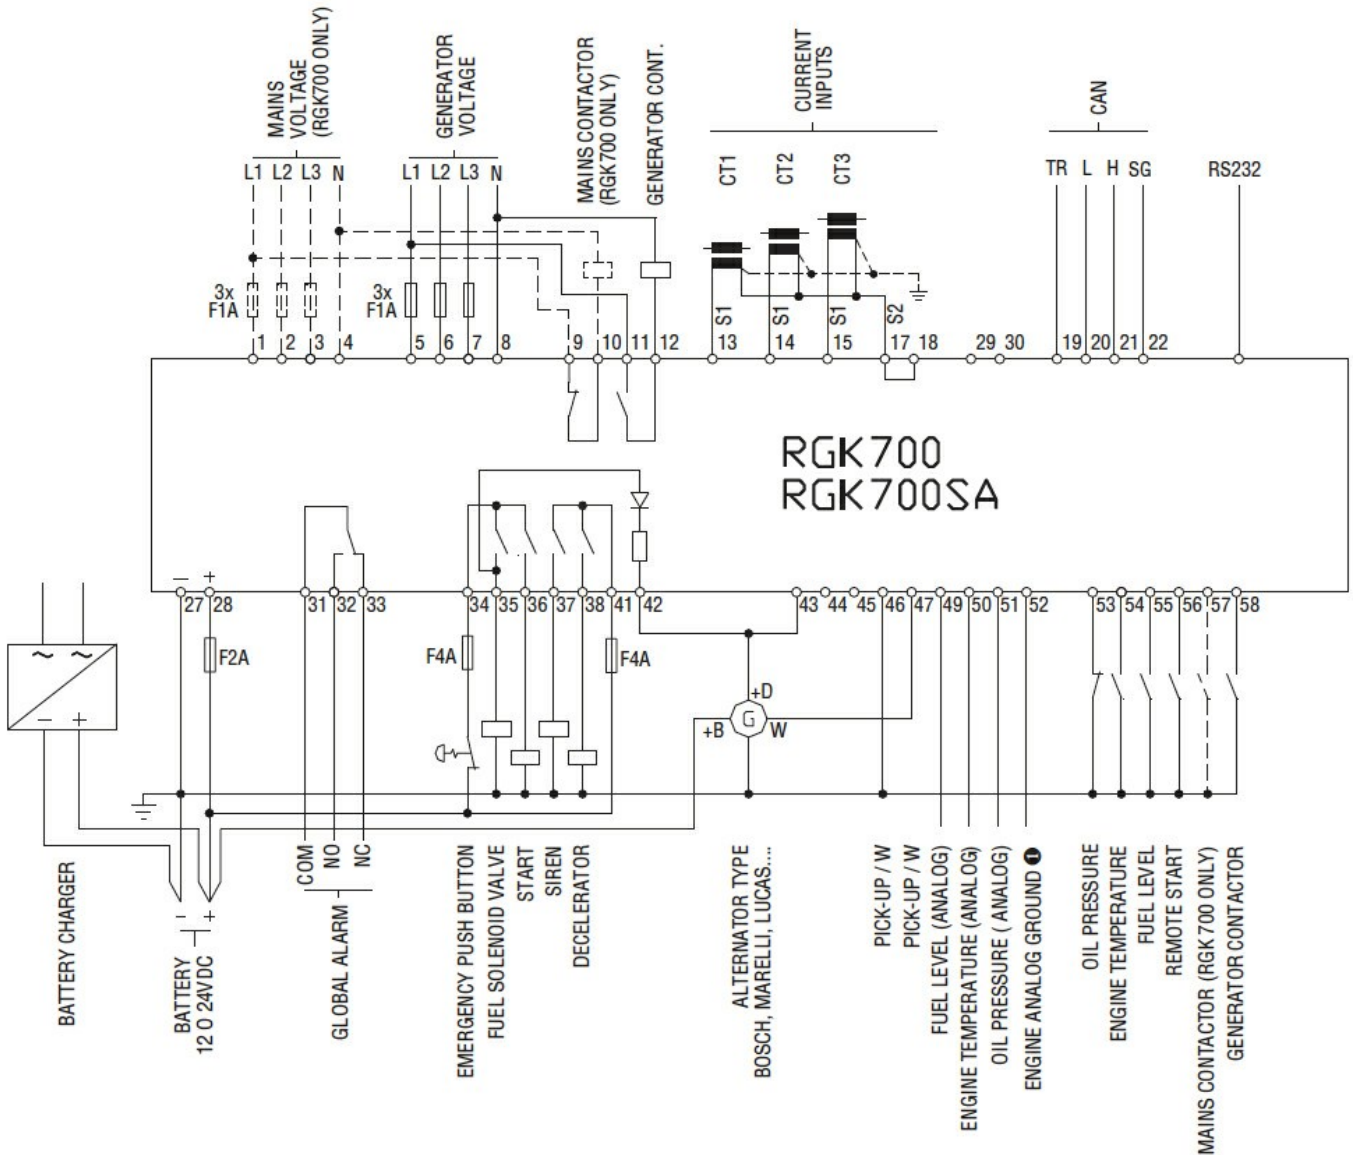 MAINS
VOLTAGE
(RGK700 ONLY)
GENERATOR
VOLTAGE
MAINS CONTACTOR
(RGK700 ONLY)
GENERATOR CONT.
CURRENT
INPUTS
CAN
CT1
CT2
CT3
L1 L2 L3 N
L1 L2 L3 N
TR L H SG
RS232
3x
F1A
3x
F1A
S1
S1
S1
S2
1 2 3 4 5 6 7 8 9 10 11 12 13 14 15 17 18 29 30 19 20 21 22
RGK700
RGK700SA
− +
27 28 31 32 33 34 35 36 37 38 41 42 43 44 45 46 47 49 50 51 52 53 54 55 56 57 58
~ ~
− +
F2A
F4A
F4A
+D
+B
G
W
COM
NO
NC
- +
BATTERY CHARGER
BATTERY
12 O 24VDC
GLOBAL ALARM
EMERGENCY PUSH BUTTON
FUEL SOLENOID VALVE
START
SIREN
DECELERATOR
ALTERNATOR TYPE
BOSCH, MARELLI, LUCAS....
PICK-UP / W
PICK-UP / W
FUEL LEVEL (ANALOG)
ENGINE TEMPERATURE (ANALOG)
OIL PRESSURE ( ANALOG)
ENGINE ANALOG GROUND ❶
OIL PRESSURE
ENGINE TEMPERATURE
FUEL LEVEL
REMOTE START
MAINS CONTACTOR (RGK700 ONLY)
GENERATOR CONTACTOR